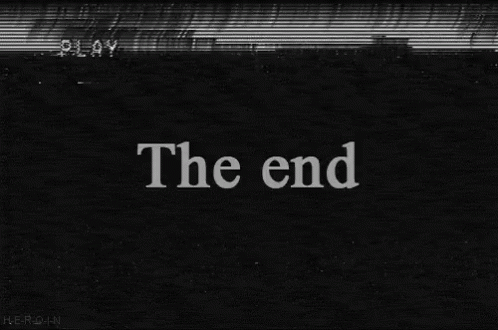 PLAY
The end
H-E-R-O-I-N